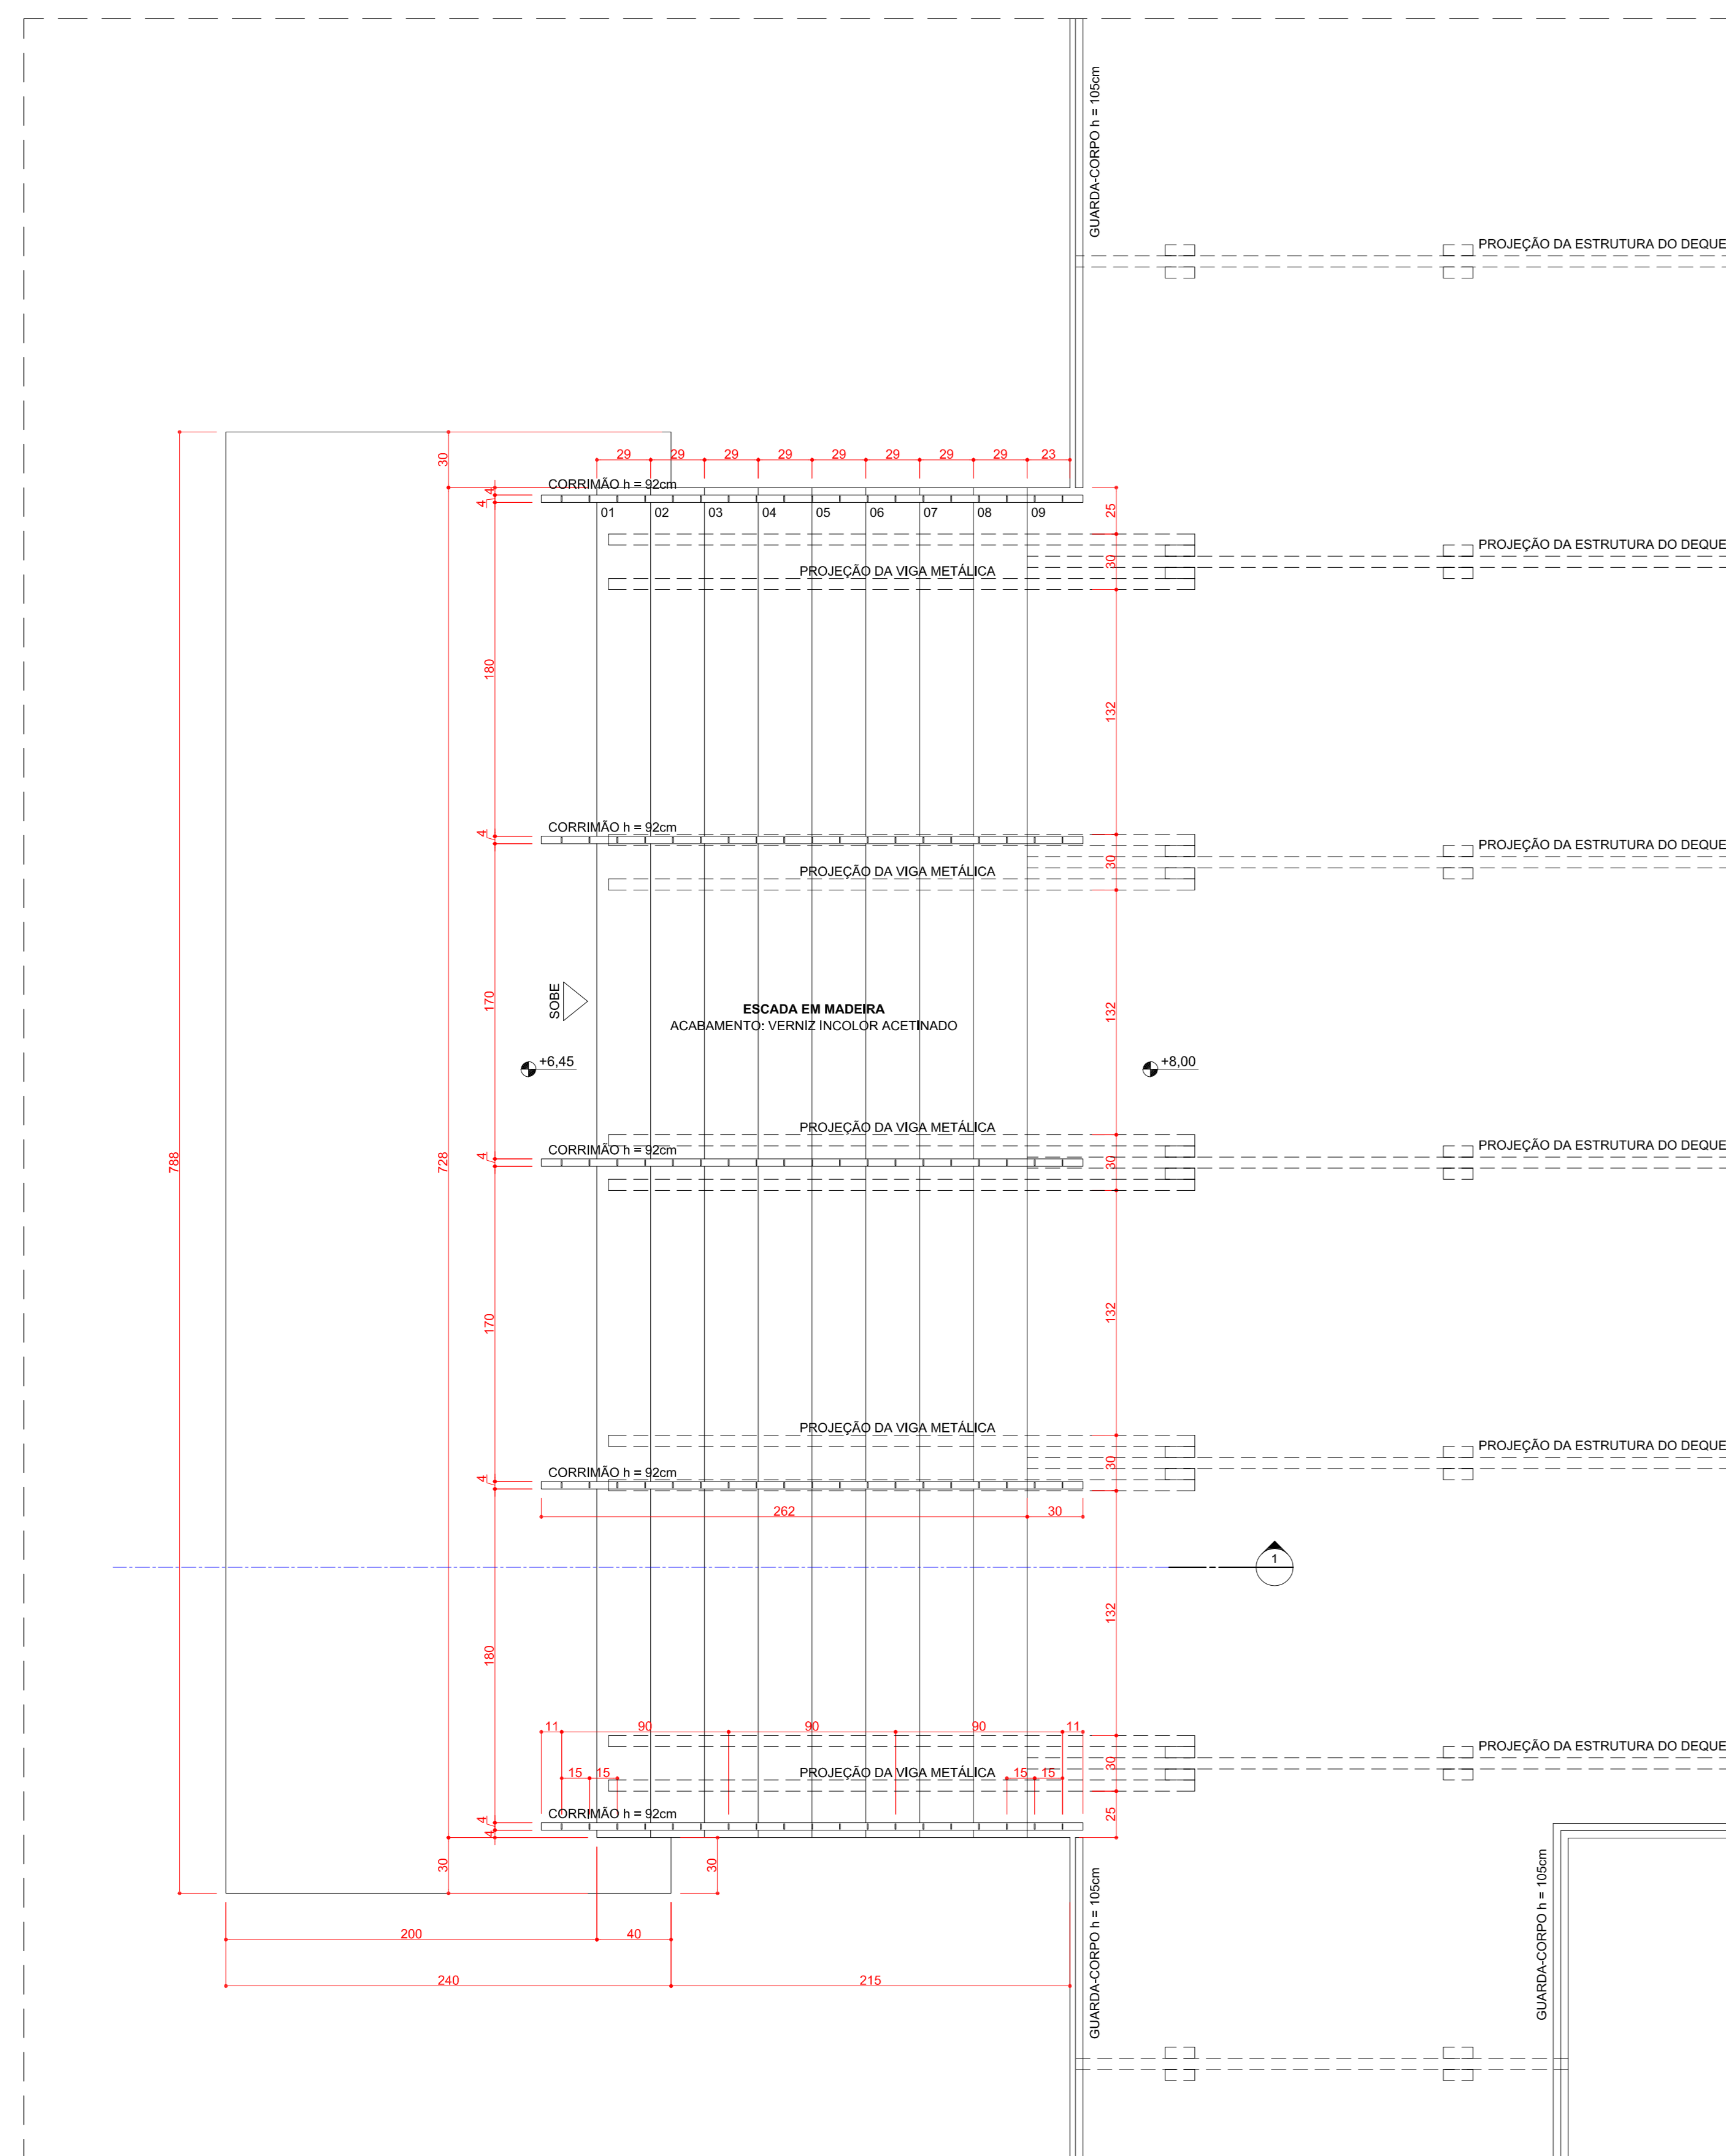 GUARDA-CORPO h = 105cm
PROJEÇÃO DA ESTRUTURA DO DEQUE
30
29
29
29
29
29
29
29
29
23
CORRIMÃO h = 92cm
4
4
01
02
03
04
05
06
07
08
09
25
PROJEÇÃO DA ESTRUTURA DO DEQUE
30
PROJEÇÃO DA VIGA METÁLICA
180
132
CORRIMÃO h = 92cm
4
PROJEÇÃO DA ESTRUTURA DO DEQUE
30
PROJEÇÃO DA VIGA METÁLICA
SOBE
170
132
ESCADA EM MADEIRA
ACABAMENTO: VERNIZ INCOLOR ACETINADO
+6,45
+8,00
PROJEÇÃO DA VIGA METÁLICA
788
728
4
CORRIMÃO h = 92cm
30
PROJEÇÃO DA ESTRUTURA DO DEQUE
170
132
PROJEÇÃO DA VIGA METÁLICA
PROJEÇÃO DA ESTRUTURA DO DEQUE
30
4
CORRIMÃO h = 92cm
262
30
1
132
180
11
90
90
90
11
PROJEÇÃO DA ESTRUTURA DO DEQUE
30
15
15
PROJEÇÃO DA VIGA METÁLICA
15
15
CORRIMÃO h = 92cm
4
4
25
30
30
GUARDA-CORPO h = 105cm
GUARDA-CORPO h = 105cm
200
40
240
215